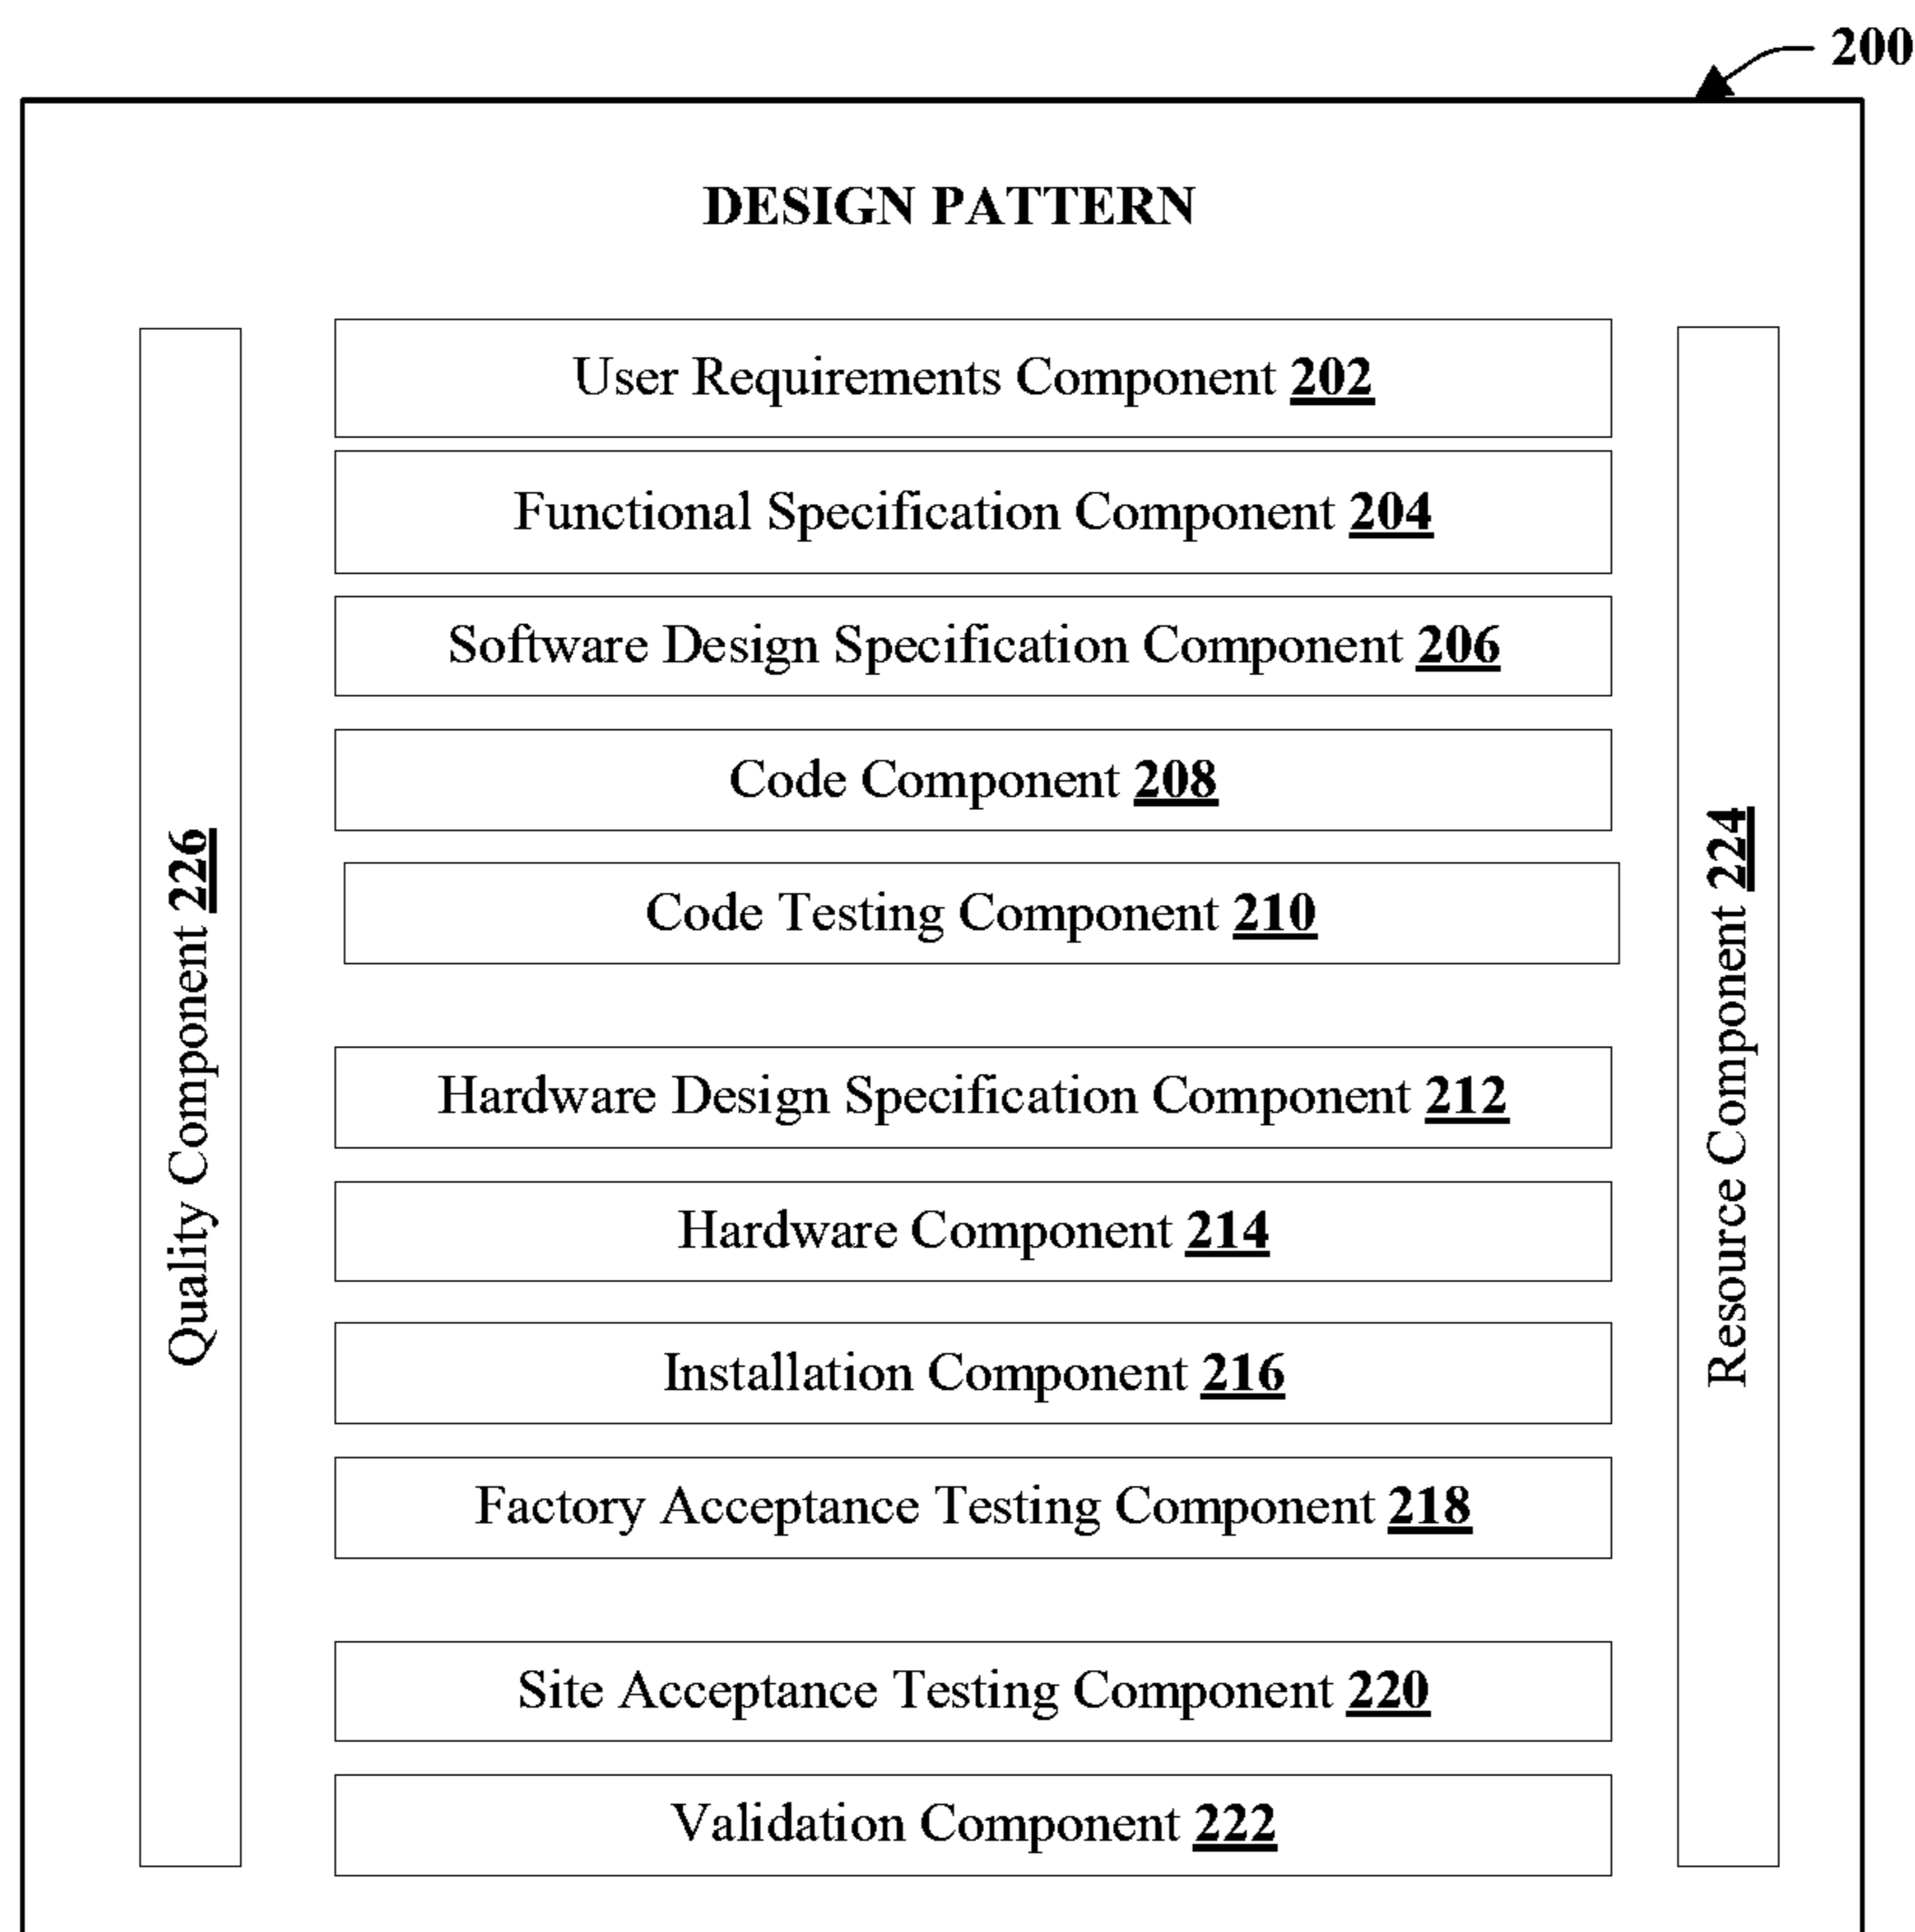 200
DESIGN PATTERN
User Requirements Component 202
Functional Specification Component 204
Software Design Specification Component 206
Code Component 208
Code Testing Component 210
Hardware Design Specification Component 212
Hardware Component 214
Installation Component 216
Factory Acceptance Testing Component 218
Site Acceptance Testing Component 220
Validation Component 222
Quality Component 226
Resource Component 224